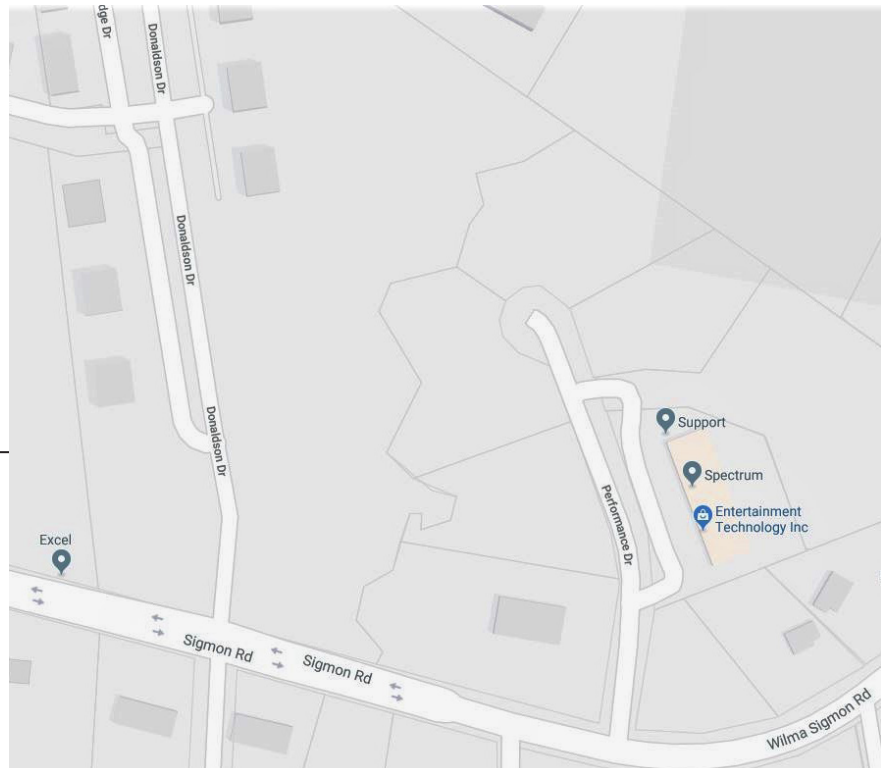 dge Dr
Donaldson Dr
Donaldson Dr
Donaldson Dr
Support
Spectrum
Entertainment
Technology Inc
Performance Dr
Excel
Sigmon Rd
Sigmon Rd
Wilma Sigmon Rd